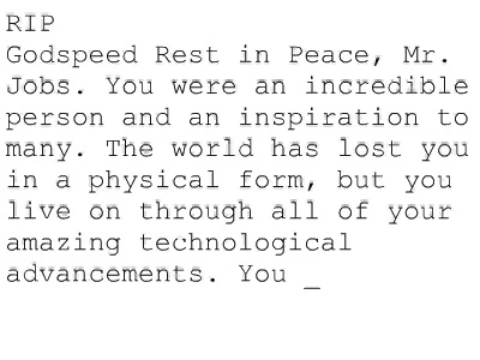 RIP
Godspeed Rest in Peace, Mr.
Jobs. You were an incredible
person and an inspiration to
many. The world has lost you
in a physical form, but you
live on through all of your
amazing technological
advancements. You _